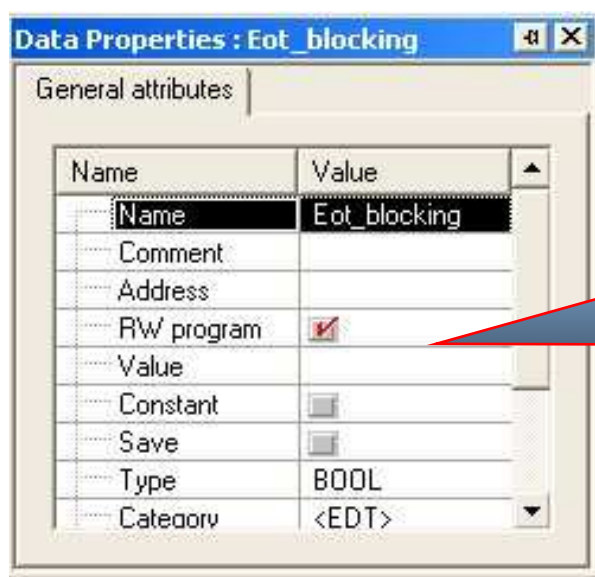 Data Properties : Eot_blocking
General attributes
Name Value
Name Eot_blocking
Comment
Address
RW program
Value
Constant
Save
Type BOOL
Category <EDT>